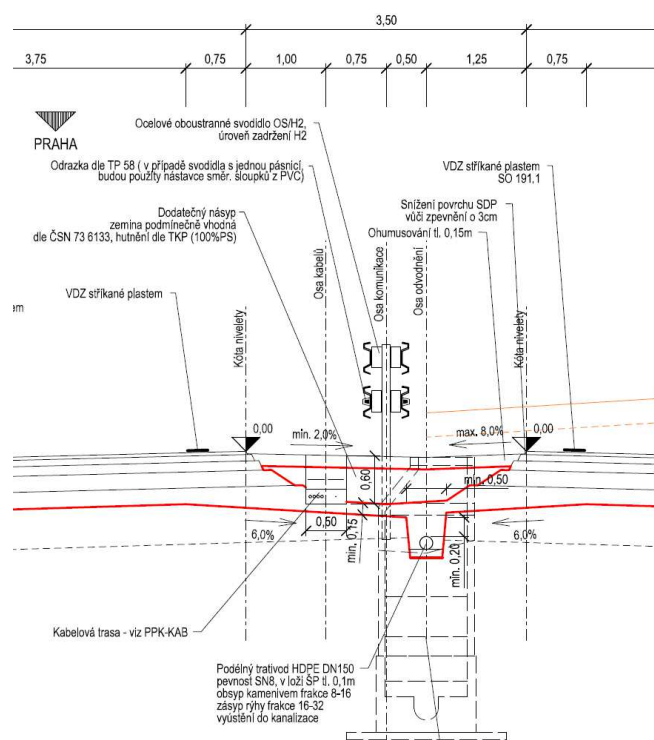 3,50
3,75
0,75
1,00
0,75
0,50
1,25
0,75
PRAHA
Ocelové oboustranné svodidlo OS/H2,
úroveň zadržení H2
Odrazka dle TP 58 ( v případě svodidla s jednou pásnicí,
budou použity nástavce směr. sloupků z PVC)
VDZ stříkané plastem
SO 191,1
Dodatečný násyp
zemina podmínečně vhodná
dle ČSN 73 6133, hutnění dle TKP (100%PS)
Snížení povrchu SDP
vůči zpevnění o 3cm
Ohumusování tl. 0,15m
Osa kabelů
Osa komunikace
Osa odvodnění
em
VDZ stříkané plastem
Kóta nivelety
Kóta nivelety
0,00
min. 2,0%
max. 8,0%
0,00
0,60
min. 0,50
0,50
min. 0,15
min. 0,20
6,0%
6,0%
Kabelová trasa - viz PPK-KAB
Podélný trativod HDPE DN150
pevnost SN8, v loži ŠP tl. 0,1m
obsyp kamenivem frakce 8-16
zásyp rýhy frakce 16-32
vyústění do kanalizace